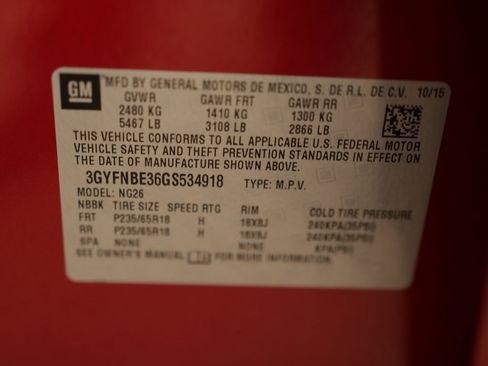 GM
MFD BY GENERAL MOTORS DE MEXICO, S. DE R.L. DE C.V. 10/15
GVWR GAWR FRT GAWR RR
2480 KG 1410 KG 1300 KG
5467 LB 3108 LB 2866 LB
THIS VEHICLE CONFORMS TO ALL APPLICABLE U.S. FEDERAL MOTOR
VEHICLE SAFETY AND THEFT PREVENTION STANDARDS IN EFFECT ON
THE DATE OF MANUFACTURE SHOWN ABOVE.
3GYFNBE36GS534918 TYPE: M.P.V.
MODEL: NG26
NBBK TIRE SIZE SPEED RTG RIM COLD TIRE PRESSURE
FRT P235/65R18 H 18X8J 240KPA(35PSI)
RR P235/65R18 H 18X8J 240KPA(35PSI)
SPA NONE NONE KPA(PSI)
SEE OWNER'S MANUAL FOR MORE INFORMATION.